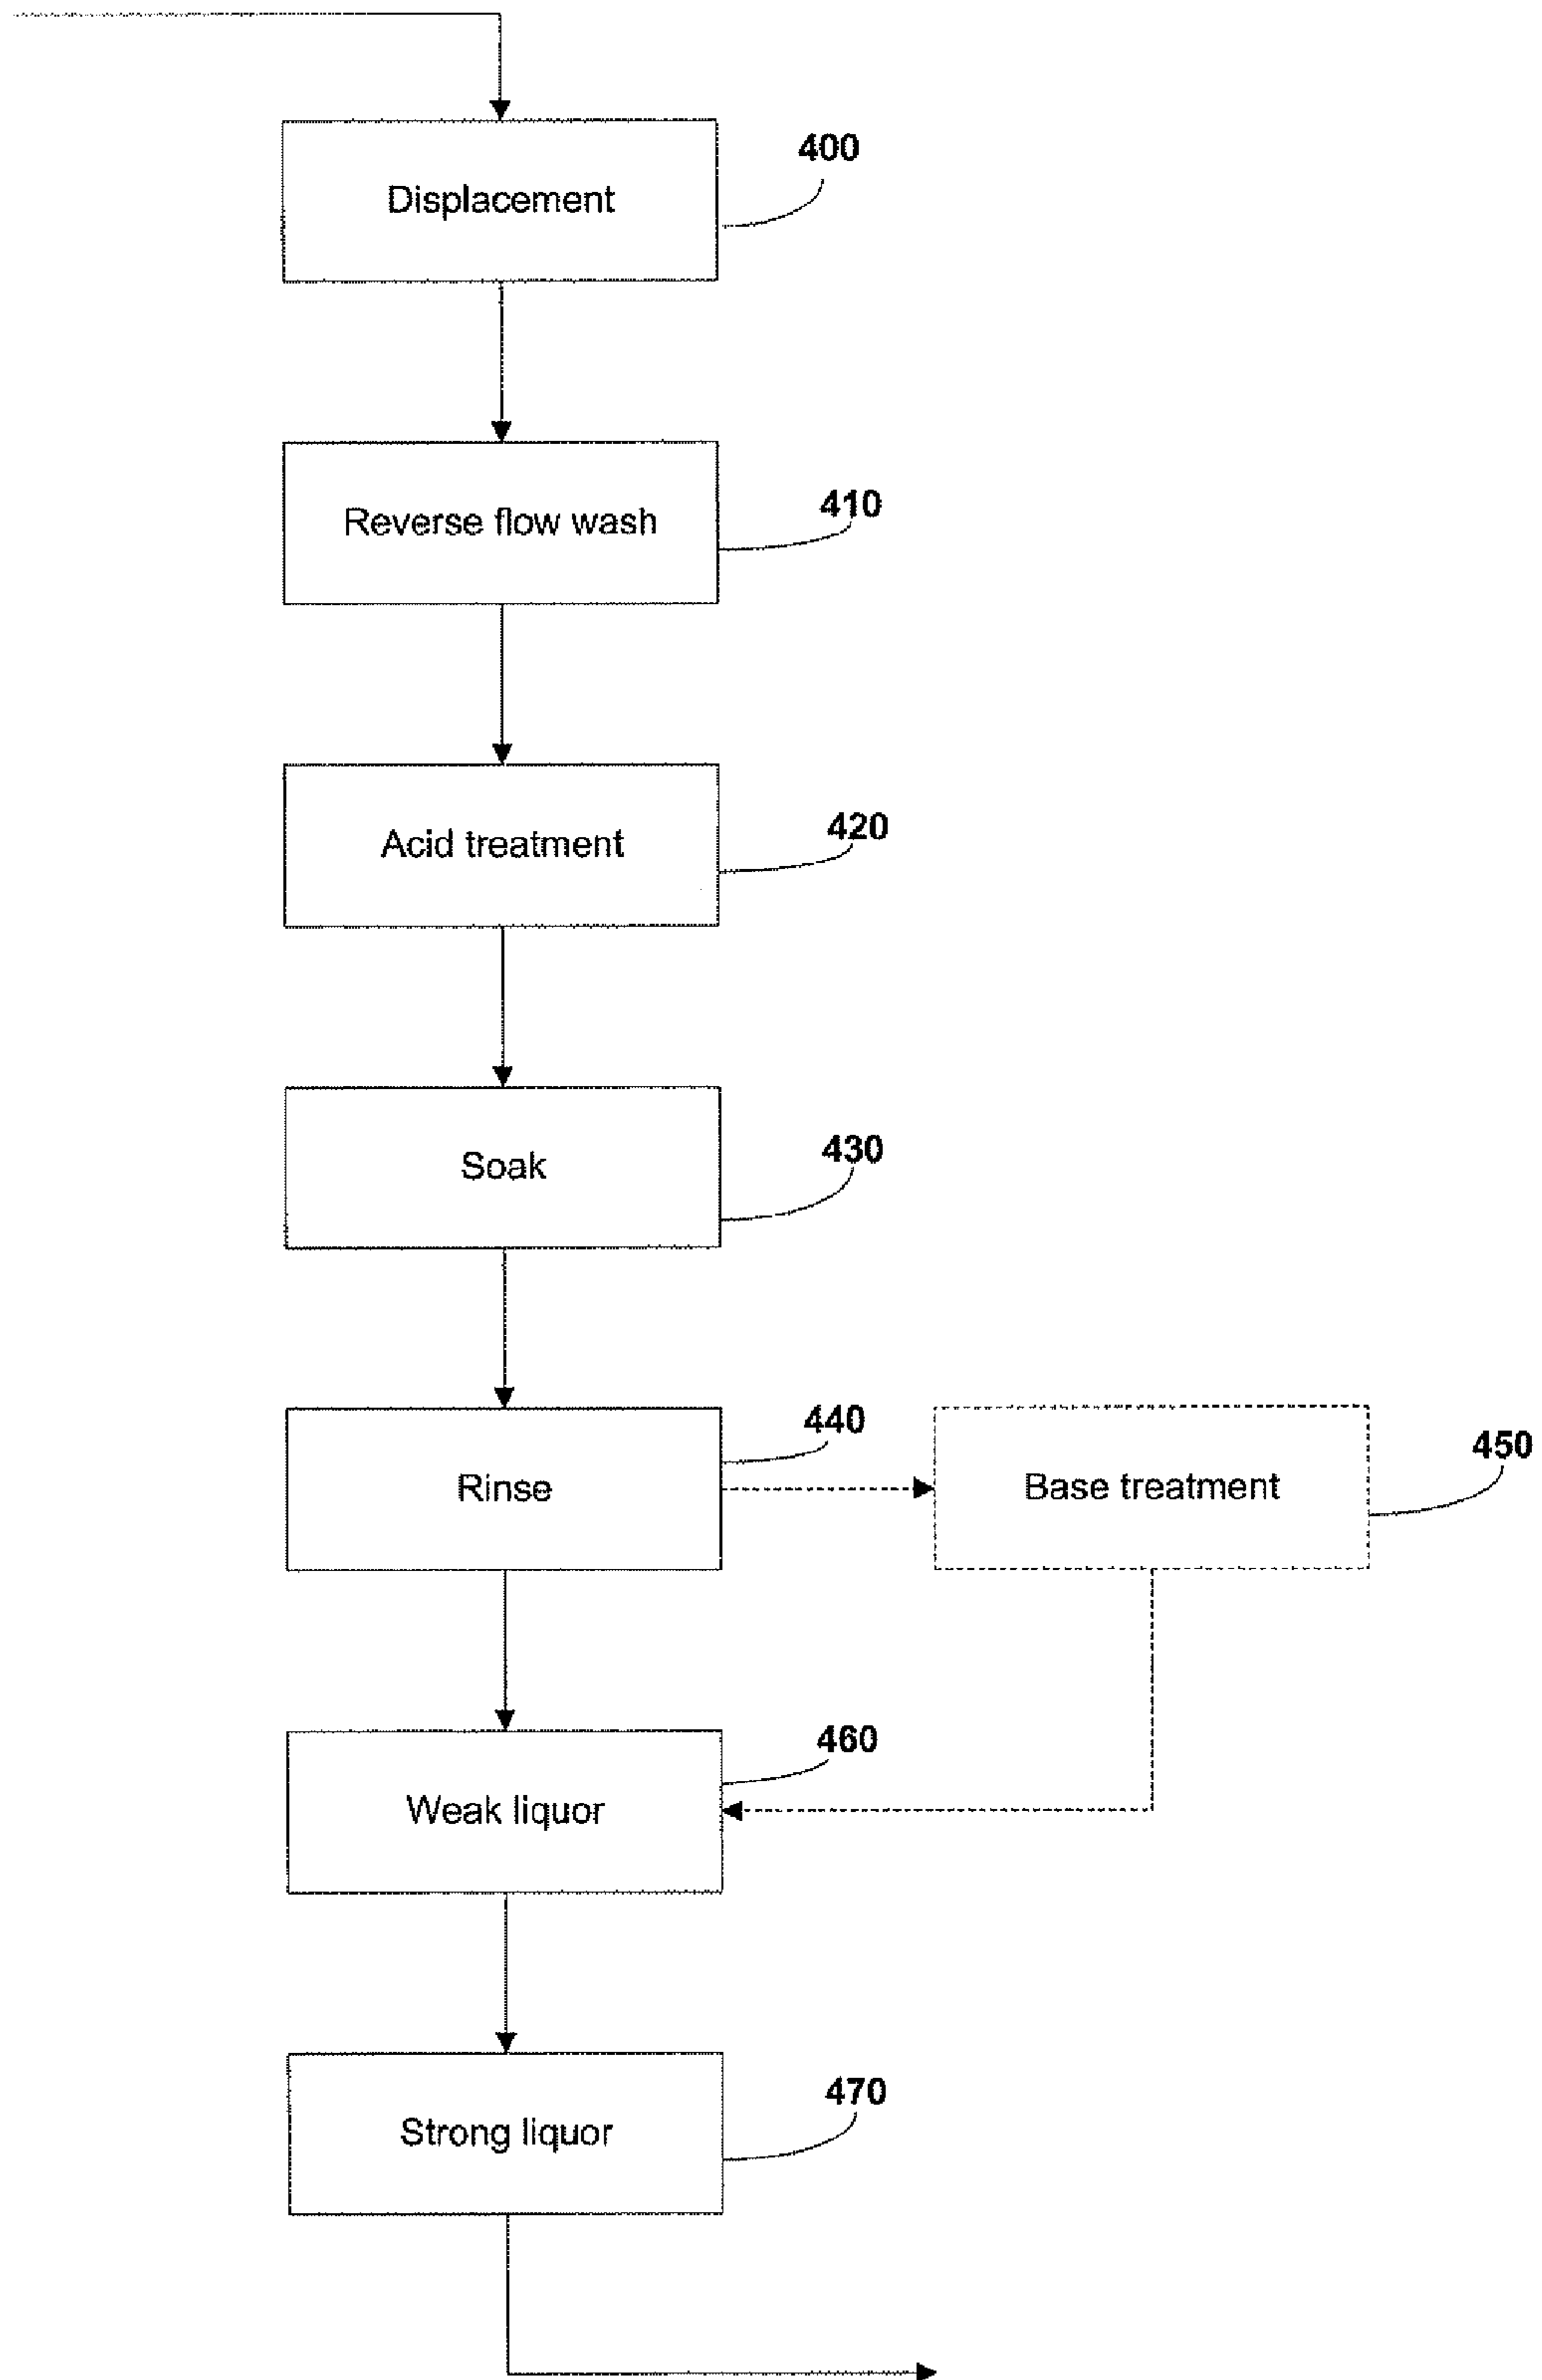 400
Displacement
410
Reverse flow wash
420
Acid treatment
430
Soak
440
Rinse
450
Base treatment
460
Weak liquor
470
Strong liquor